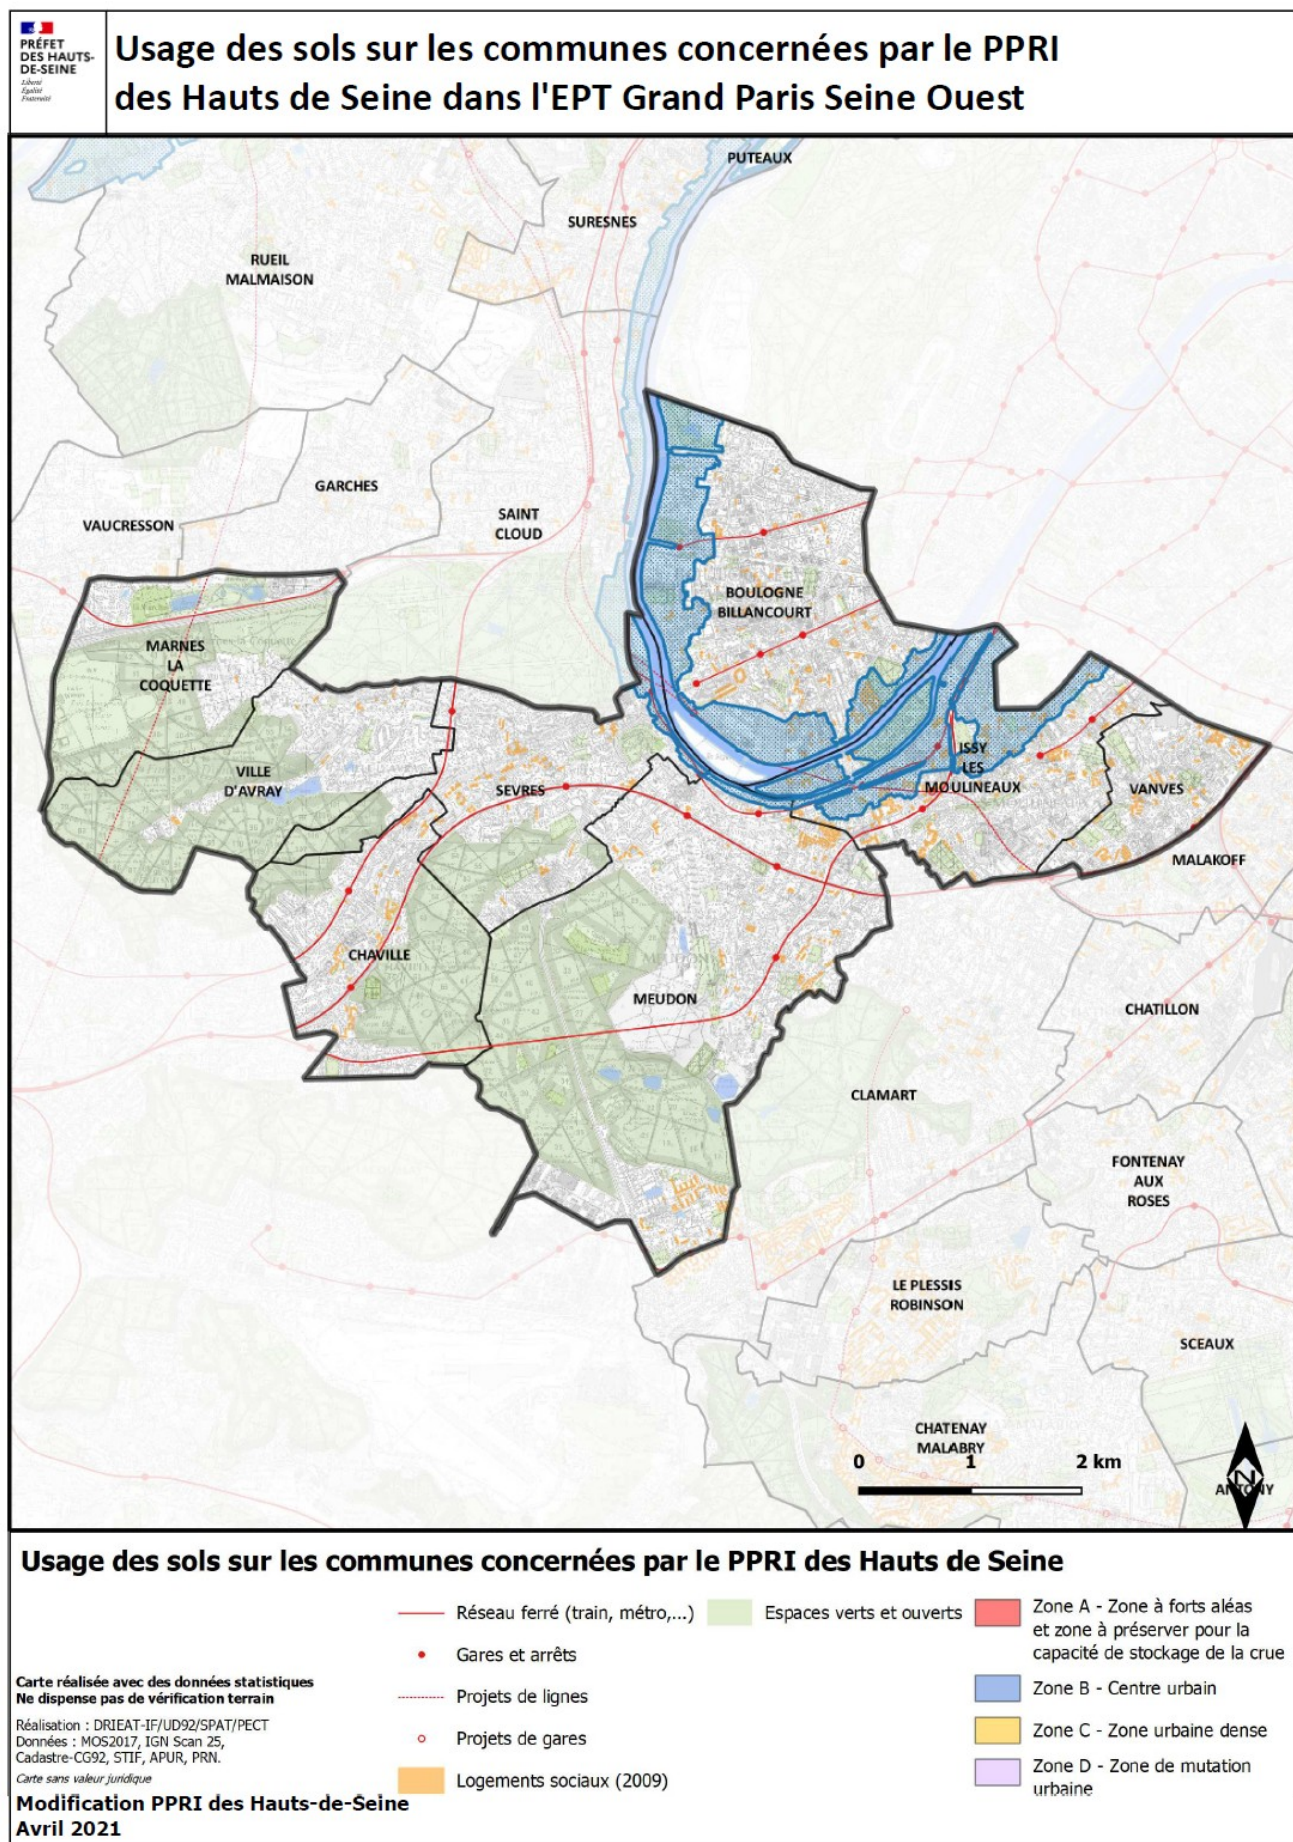 PRÉFET
DES HAUTS-
DE-SEINE
Liberté
Égalité
Fraternité
Usage des sols sur les communes concernées par le PPRI
des Hauts de Seine dans l'EPT Grand Paris Seine Ouest
PUTEAUX
SURESNES
RUEIL
MALMAISON
GARCHES
VAUCRESSON
SAINT
CLOUD
BOULOGNE
BILLANCOURT
MARNES
LA
COQUETTE
VILLE
D'AVRAY
SEVRES
ISSY
LES
MOULINEAUX
VANVES
MALAKOFF
CHAVILLE
MEUDON
CHATILLON
CLAMART
FONTENAY
AUX
ROSES
LE PLESSIS
ROBINSON
SCEAUX
CHATENAY
MALABRY
0 1 2 km
N
ANTONY
Usage des sols sur les communes concernées par le PPRI des Hauts de Seine
Réseau ferré (train, métro,...)
Gares et arrêts
Projets de lignes
Projets de gares
Logements sociaux (2009)
Espaces verts et ouverts
Zone A - Zone à forts aléas
et zone à préserver pour la
capacité de stockage de la crue
Zone B - Centre urbain
Zone C - Zone urbaine dense
Zone D - Zone de mutation
urbaine
Carte réalisée avec des données statistiques
Ne dispense pas de vérification terrain
Réalisation : DRIEAT-IF/UD92/SPAT/PECT
Données : MOS2017, IGN Scan 25,
Cadastre-CG92, STIF, APUR, PRN.
Carte sans valeur juridique
Modification PPRI des Hauts-de-Seine
Avril 2021